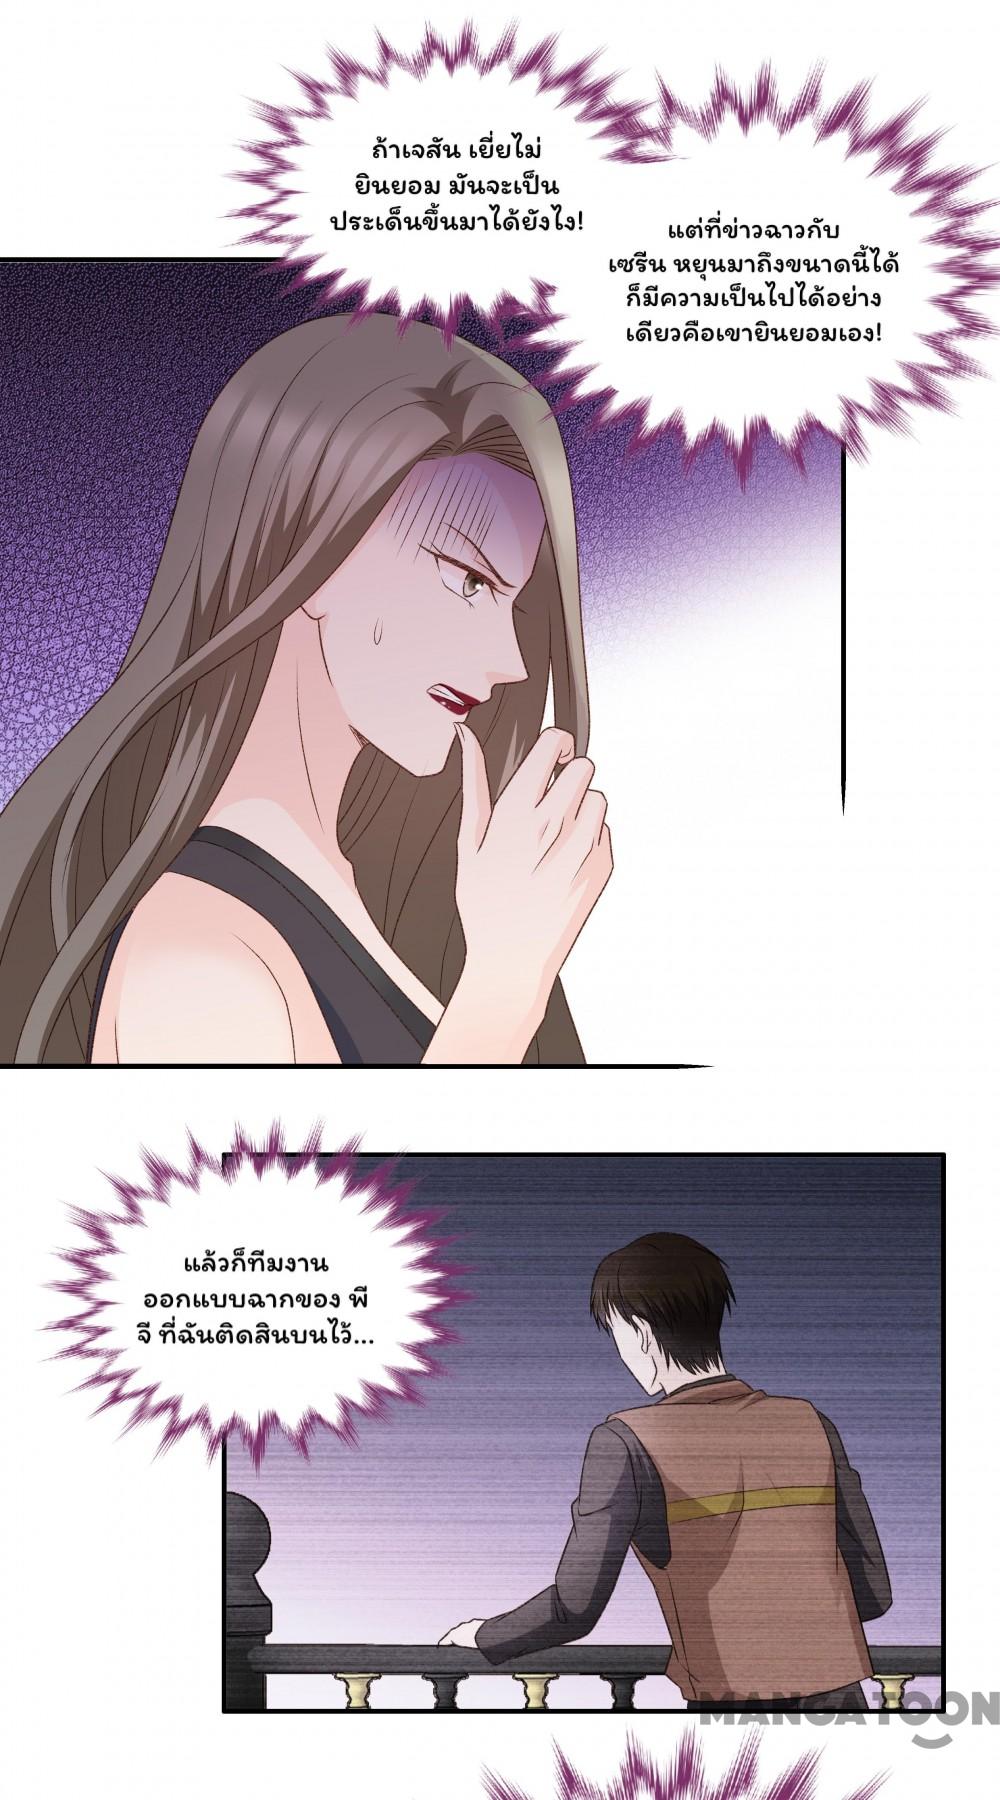 ถ้าเจสัน เยี่ยไม่
ยินยอม มันจะเป็น
ประเด็นขึ้นมาได้ยังไง!
แต่ที่ข่าวฉาวกับ
เซรีน หยุนมาถึงขนาดนี้ได้
ก็มีความเป็นไปได้อย่าง
เดียวคือเขายินยอมเอง!
แล้วก็ทีมงาน
ออกแบบฉากของ พี
จี ที่ฉันติดสินบนไว้...
MANGATOON